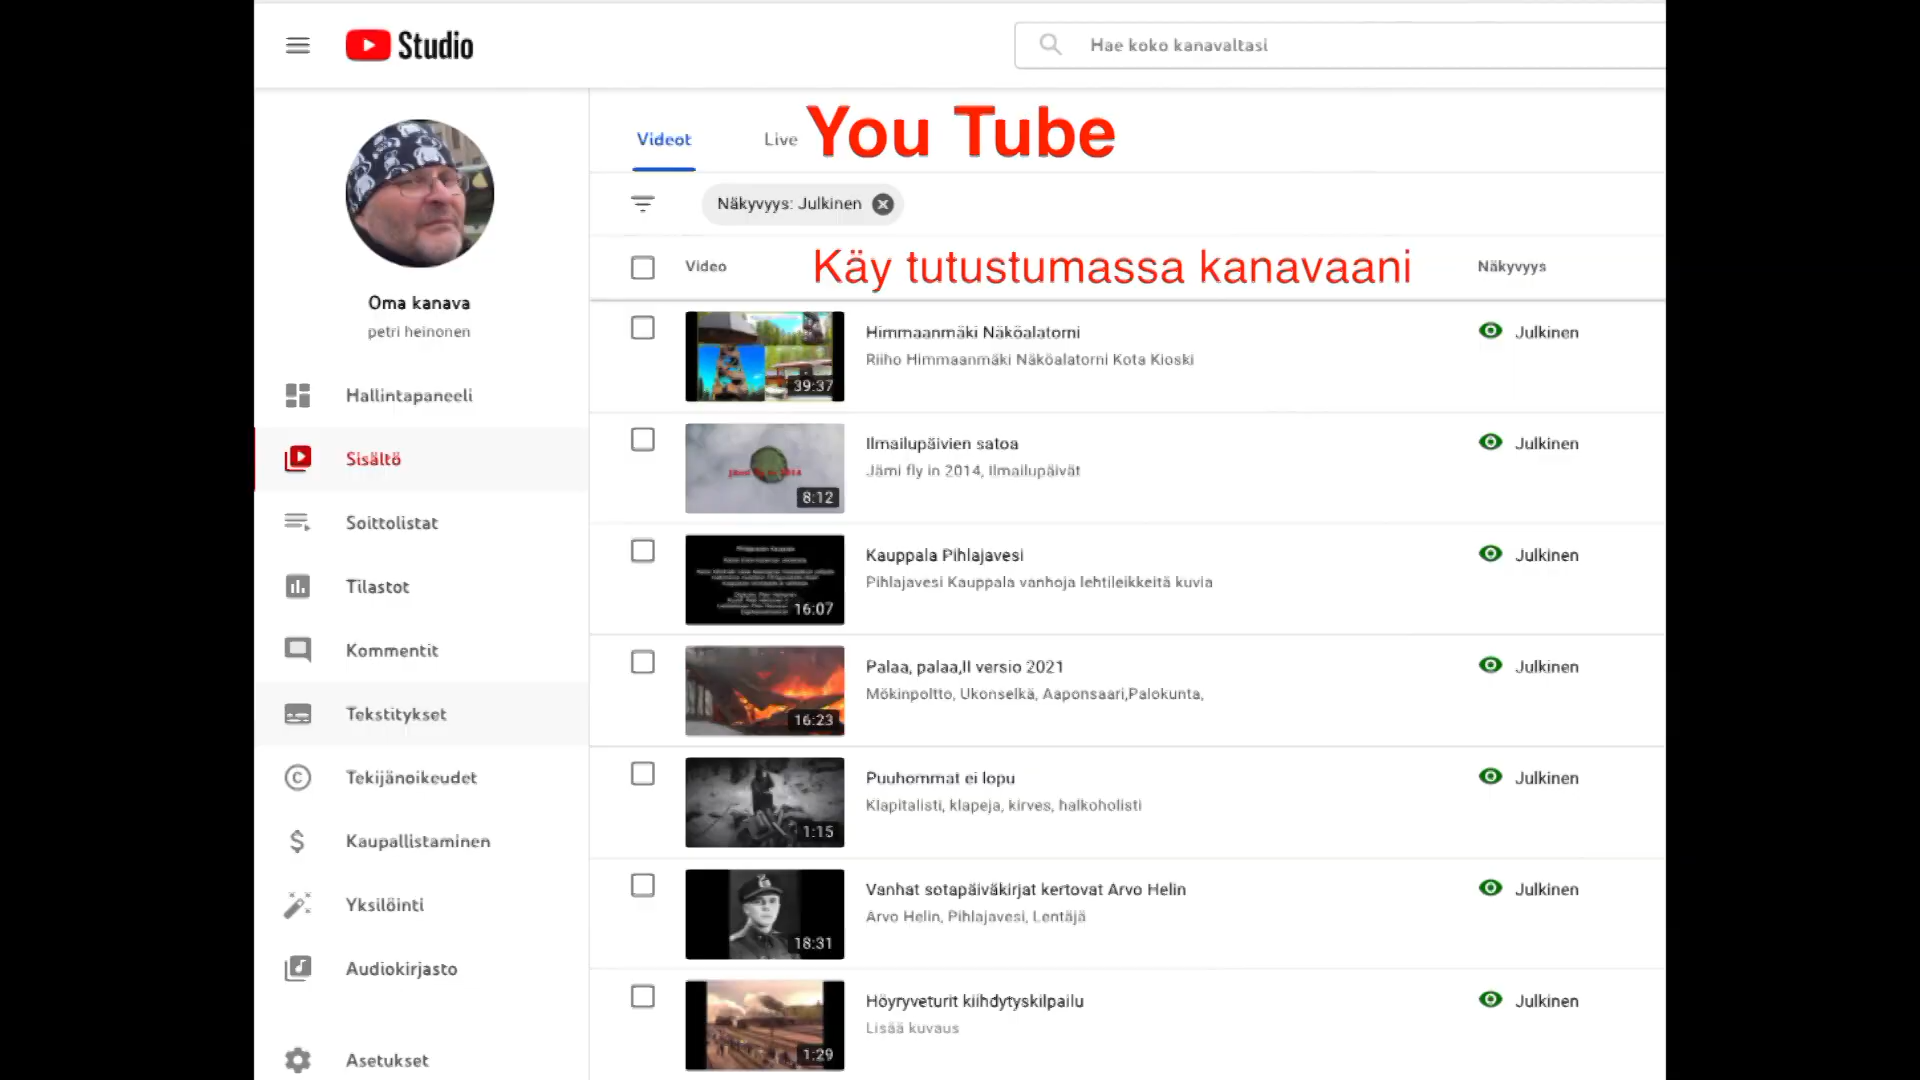 Studio
Hae koko kanavaltasi
Videot
Live
You Tube
Näkyvyys: Julkinen
Video
Käy tutustumassa kanavaani
Näkyvyys
Oma kanava
petri heinonen
Hallintapaneeli
Sisältö
Soittolistat
Tilastot
Kommentit
Tekstitykset
Tekijänoikeudet
Kaupallistaminen
Yksilöinti
Audiokirjasto
Asetukset
39:37
Himmaanmäki Näköalatorni
Riiho Himmaanmäki Näköalatorni Kota Kioski
Julkinen
Jämi fly in 2014
8:12
Ilmailupäivien satoa
Jämi fly in 2014, Ilmailupäivät
Julkinen
16:07
Kauppala Pihlajavesi
Pihlajavesi Kauppala vanhoja lehtileikkeitä kuvia
Julkinen
16:23
Palaa, palaa,II versio 2021
Mökinpoltto, Ukonselkä, Aaponsaari,Palokunta,
Julkinen
1:15
Puuhommat ei lopu
Klapitalisti, klapeja, kirves, halkoholisti
Julkinen
18:31
Vanhat sotapäiväkirjat kertovat Arvo Helin
Arvo Helin, Pihlajavesi, Lentäjä
Julkinen
1:29
Höyryveturit kiihdytyskilpailu
Lisää kuvaus
Julkinen